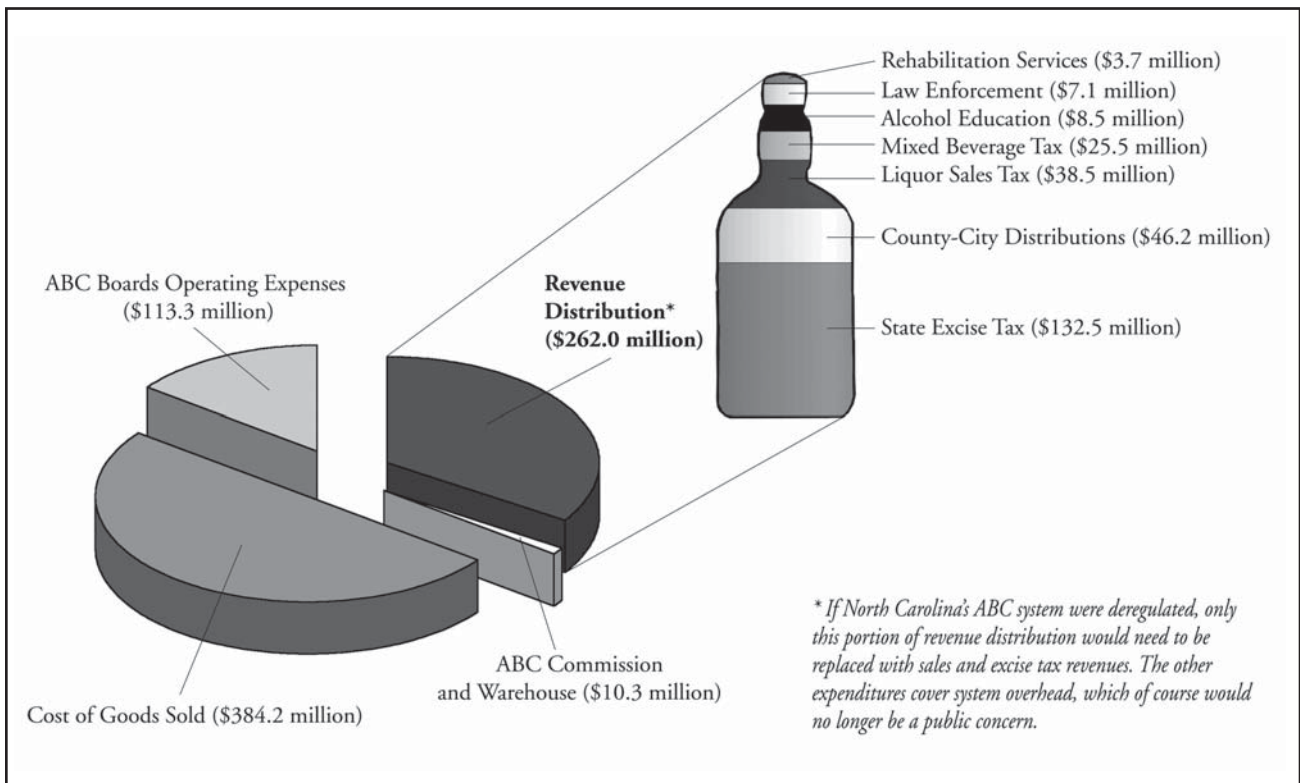 Rehabilitation Services ($3.7 million)
Law Enforcement ($7.1 million)
Alcohol Education ($8.5 million)
Mixed Beverage Tax ($25.5 million)
Liquor Sales Tax ($38.5 million)
County-City Distributions ($46.2 million)
State Excise Tax ($132.5 million)
ABC Boards Operating Expenses
($113.3 million)
Revenue
Distribution*
($262.0 million)
ABC Commission
and Warehouse ($10.3 million)
Cost of Goods Sold ($384.2 million)
* If North Carolina's ABC system were deregulated, only
this portion of revenue distribution would need to be
replaced with sales and excise tax revenues. The other
expenditures cover system overhead, which of course would
no longer be a public concern.